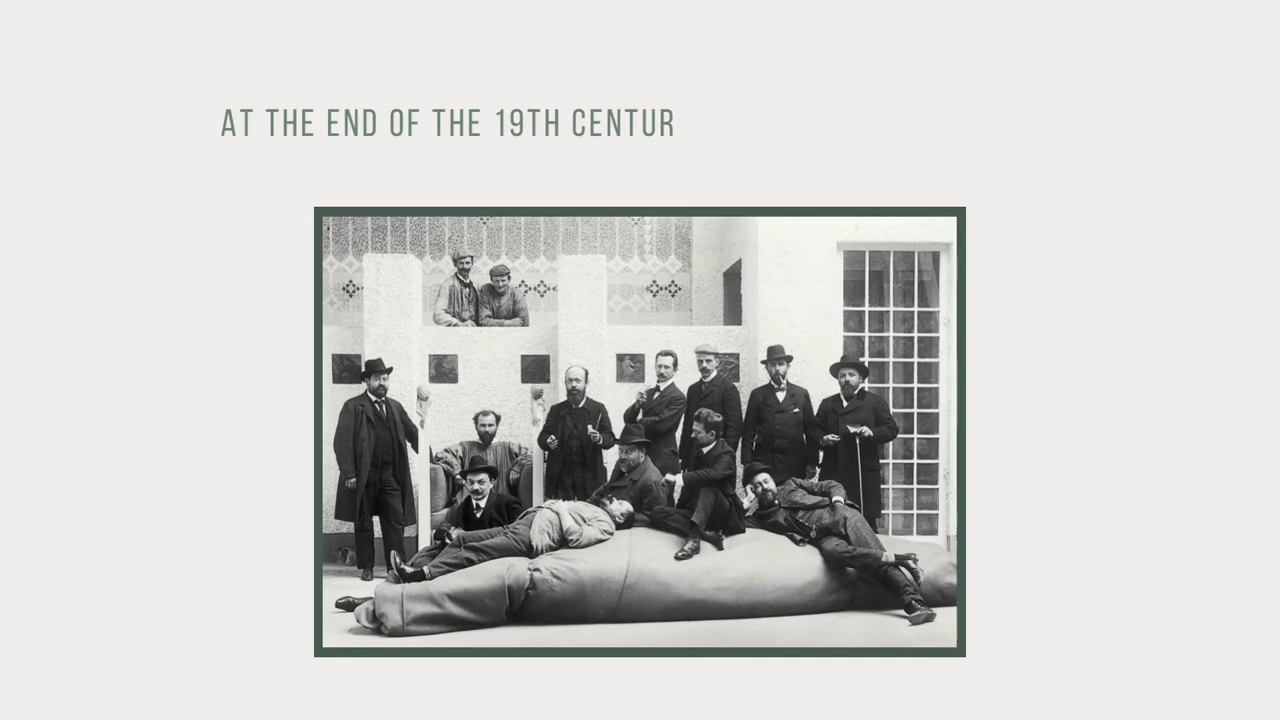 AT THE END OF THE 19TH CENTUR